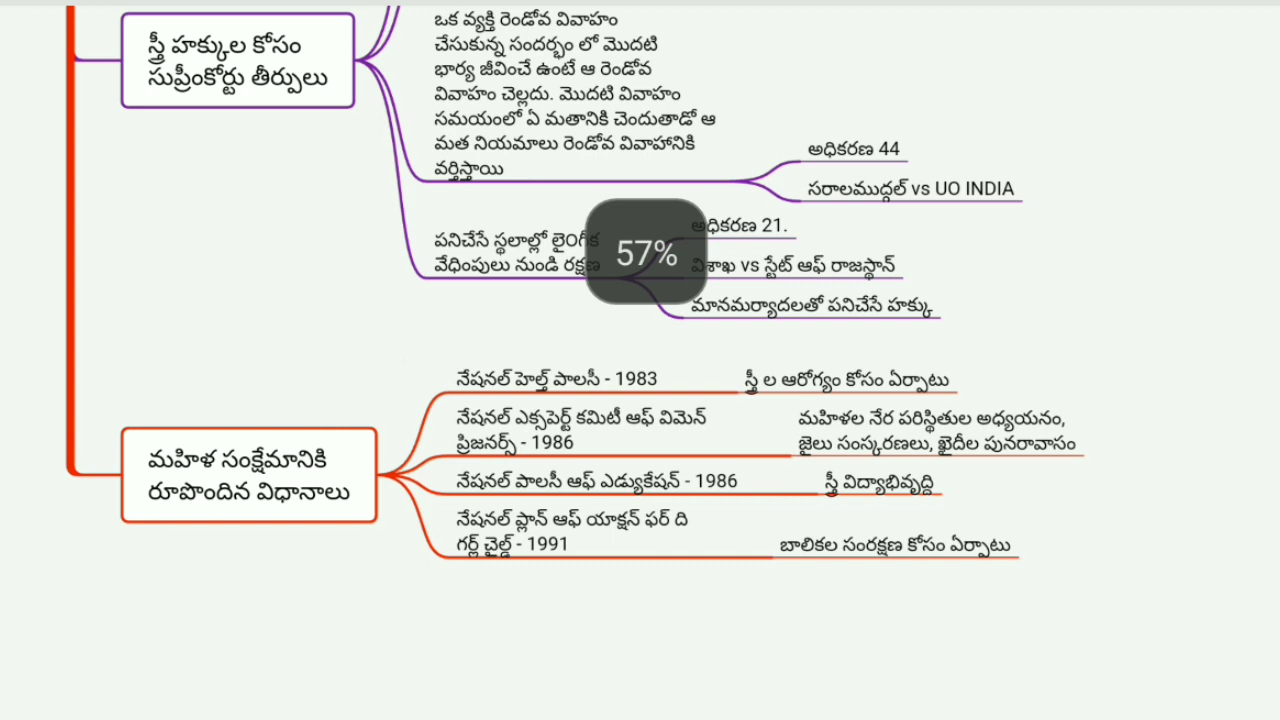 స్త్రీ హక్కుల కోసం
సుప్రీంకోర్టు తీర్పులు
ఒక వ్యక్తి రెండోవ వివాహం
చేసుకున్న సందర్భం లో మొదటి
భార్య జీవించే ఉంటే ఆ రెండోవ
వివాహం చెల్లదు. మొదటి వివాహం
సమయంలో ఏ మతానికి చెందుతాడో ఆ
మత నియమాలు రెండోవ వివాహానికి
వర్తిస్తాయి
అధికరణ 44
సరాలముద్గల్ vs UO INDIA
పనిచేసే స్థలాల్లో లైంగిక
వేధింపులు నుండి రక్షణ
57%
అధికరణ 21.
విశాఖ vs స్టేట్ ఆఫ్ రాజస్థాన్
మానమర్యాదలతో పనిచేసే హక్కు
మహిళ సంక్షేమానికి
రూపొందిన విధానాలు
నేషనల్ హెల్త్ పాలసీ - 1983
స్త్రీ ల ఆరోగ్యం కోసం ఏర్పాటు
నేషనల్ ఎక్సపెర్ట్ కమిటీ ఆఫ్ విమెన్
ప్రిజనర్స్ - 1986
మహిళల నేర పరిస్థితుల అధ్యయనం,
జైలు సంస్కరణలు, ఖైదీల పునరావాసం
నేషనల్ పాలసీ ఆఫ్ ఎడ్యుకేషన్ - 1986
స్త్రీ విద్యాభివృద్ది
నేషనల్ ప్లాన్ ఆఫ్ యాక్షన్ ఫర్ ది
గర్ల్ చైల్డ్ - 1991
బాలికల సంరక్షణ కోసం ఏర్పాటు